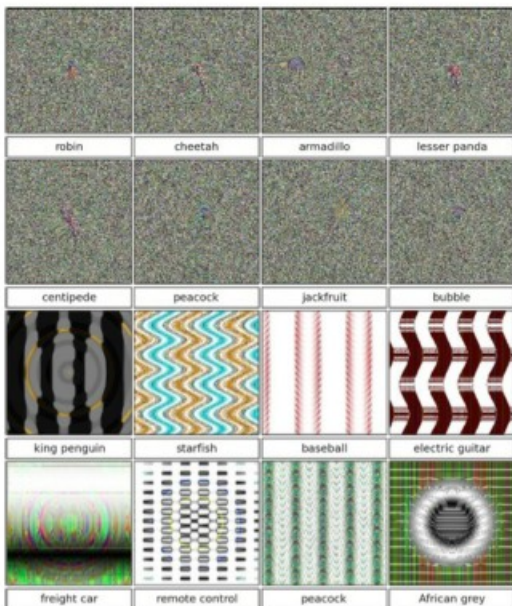 robin
cheetah
armadillo
lesser panda
centipede
peacock
jackfruit
bubble
king penguin
starfish
baseball
electric guitar
freight car
remote control
peacock
African grey